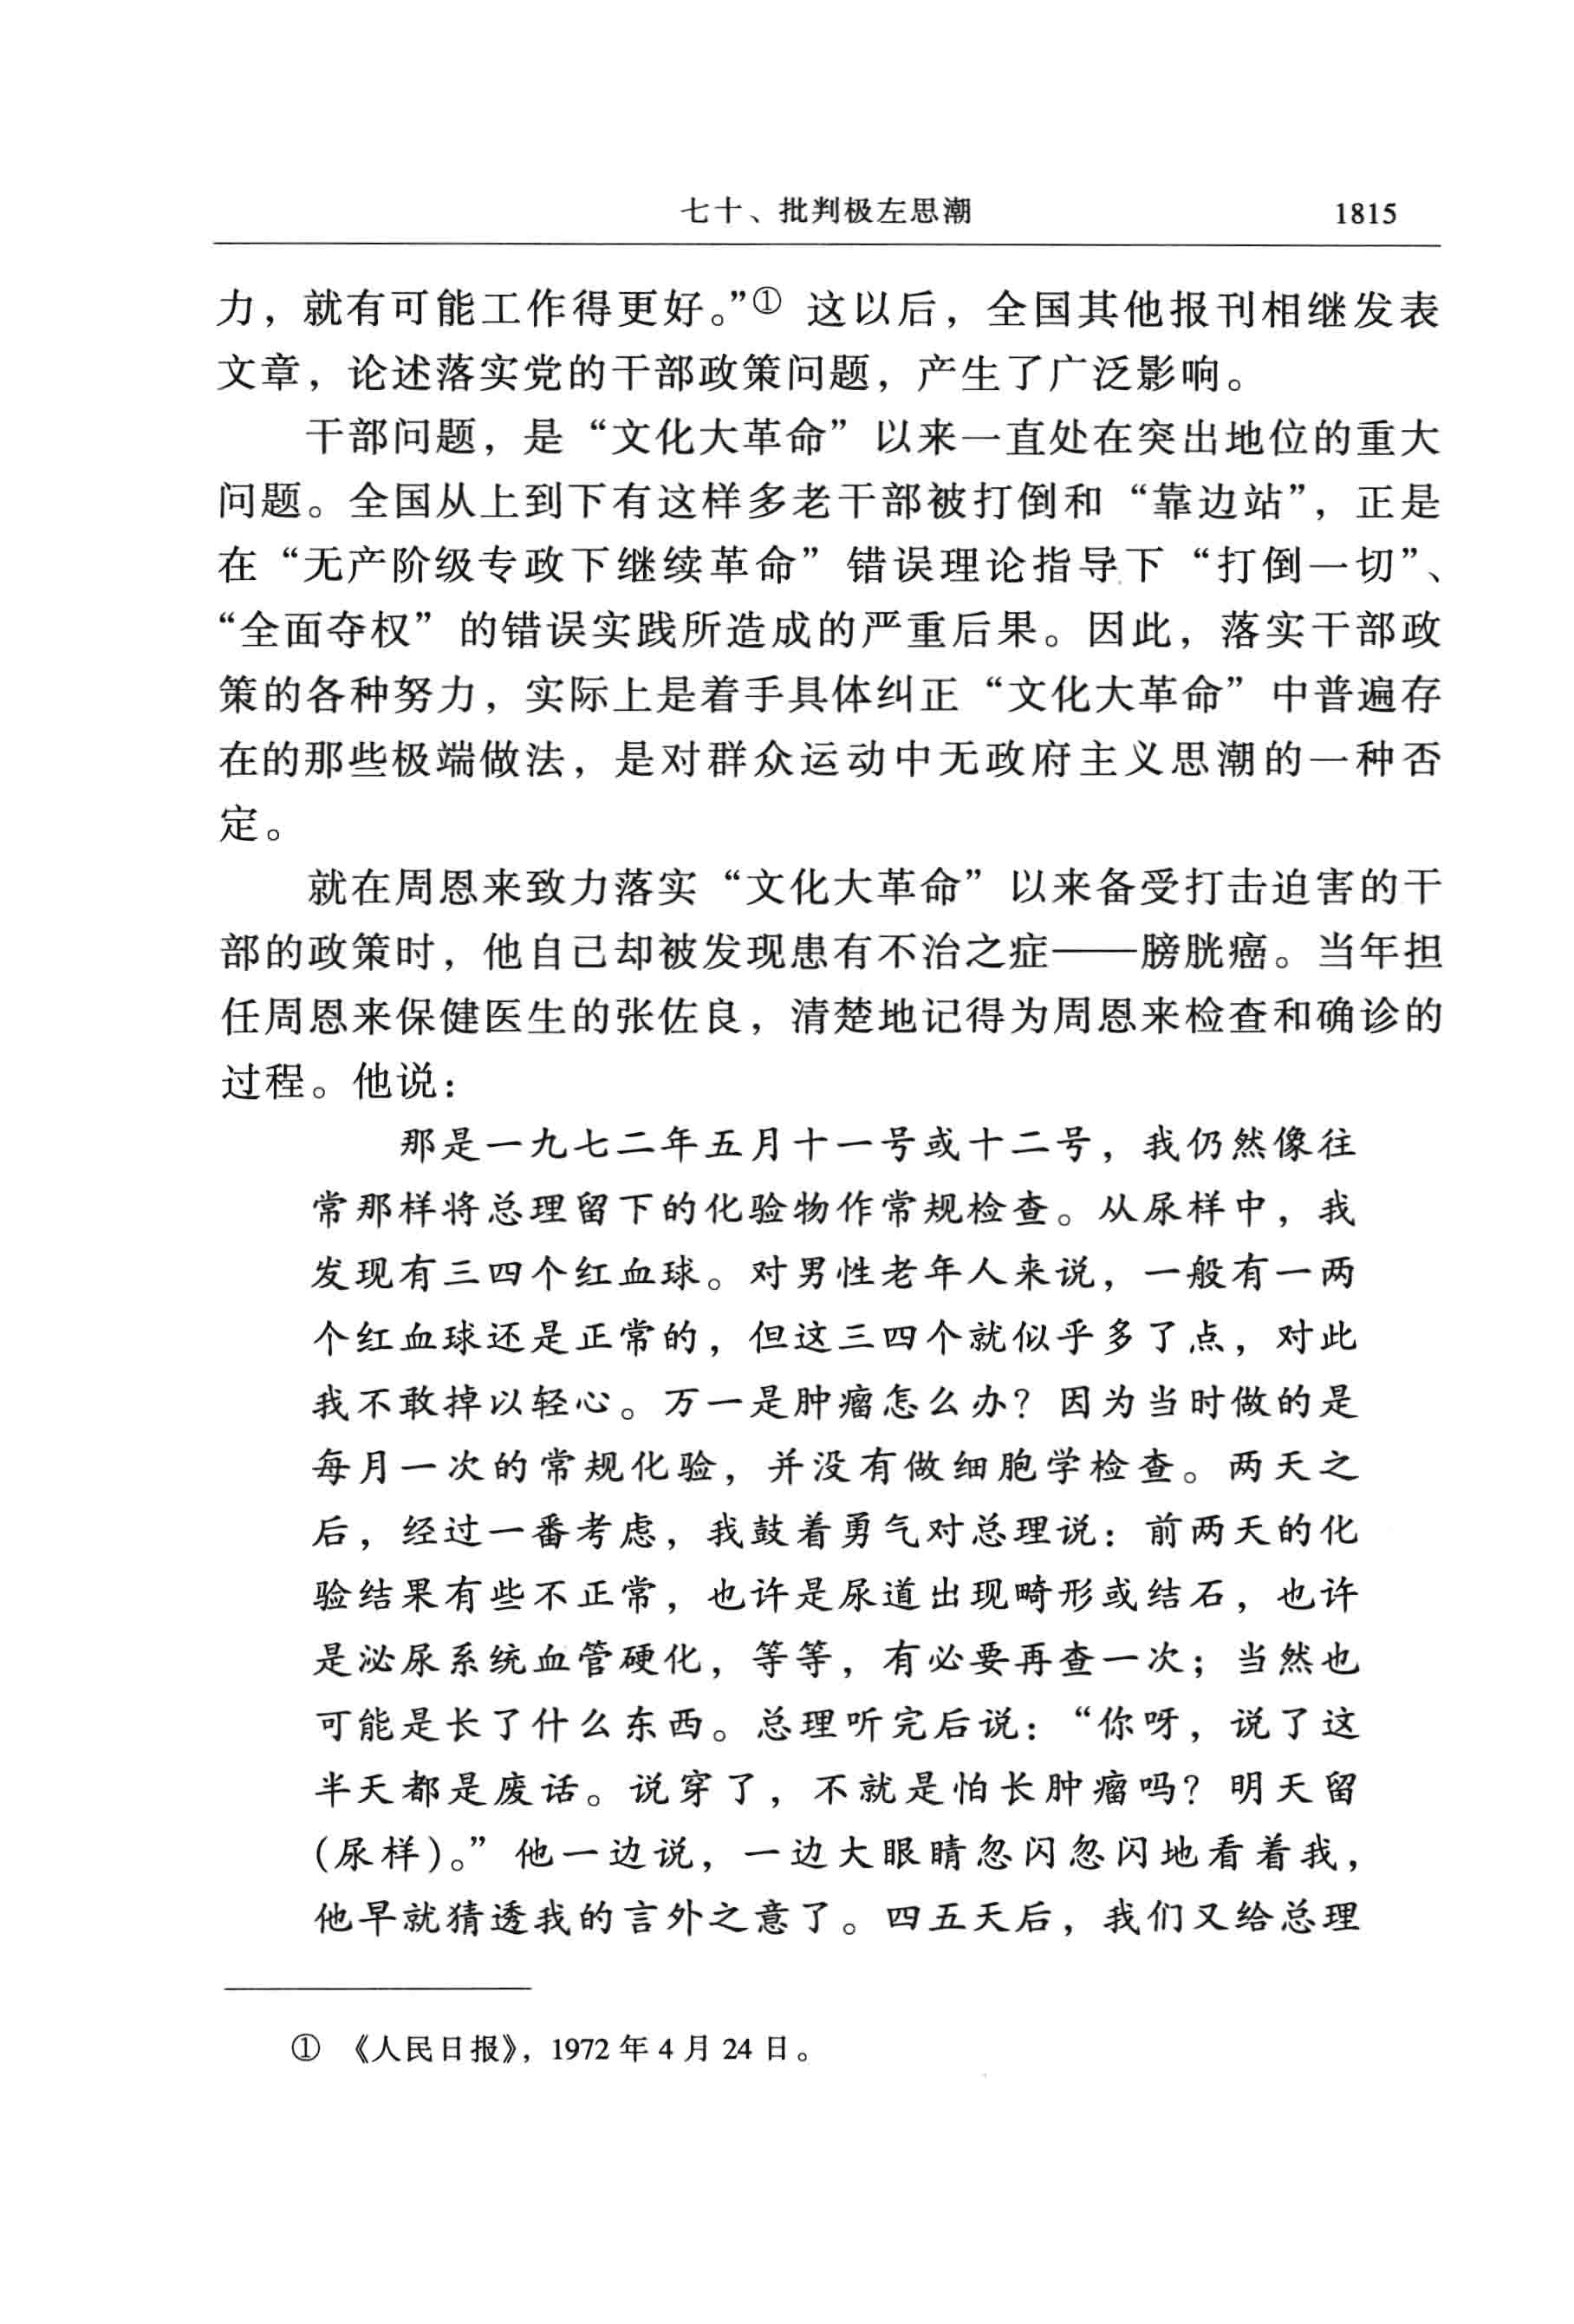 七十、批判极左思潮 1815
力，就有可能工作得更好。”① 这以后，全国其他报刊相继发表
文章，论述落实党的干部政策问题，产生了广泛影响。
干部问题，是“文化大革命”以来一直处在突出地位的重大
问题。全国从上到下有这样多老干部被打倒和“靠边站”，正是
在“无产阶级专政下继续革命”错误理论指导下“打倒一切”、
“全面夺权”的错误实践所造成的严重后果。因此，落实干部政
策的各种努力，实际上是着手具体纠正“文化大革命”中普遍存
在的那些极端做法，是对群众运动中无政府主义思潮的一种否
定。
就在周恩来致力落实“文化大革命”以来备受打击迫害的干
部的政策时，他自己却被发现患有不治之症——膀胱癌。当年担
任周恩来保健医生的张佐良，清楚地记得为周恩来检查和确诊的
过程。他说：
那是一九七二年五月十一号或十二号，我仍然像往
常那样将总理留下的化验物作常规检查。从尿样中，我
发现有三四个红血球。对男性老年人来说，一般有一两
个红血球还是正常的，但这三四个就似乎多了点，对此
我不敢掉以轻心。万一是肿瘤怎么办？因为当时做的是
每月一次的常规化验，并没有做细胞学检查。两天之
后，经过一番考虑，我鼓着勇气对总理说：前两天的化
验结果有些不正常，也许是尿道出现畸形或结石，也许
是泌尿系统血管硬化，等等，有必要再查一次；当然也
可能是长了什么东西。总理听完后说：“你呀，说了这
半天都是废话。说穿了，不就是怕长肿瘤吗？明天留
(尿样)。”他一边说，一边大眼睛忽闪忽闪地看着我，
他早就猜透我的言外之意了。四五天后，我们又给总理
① 《人民日报》，1972 年 4 月 24 日。